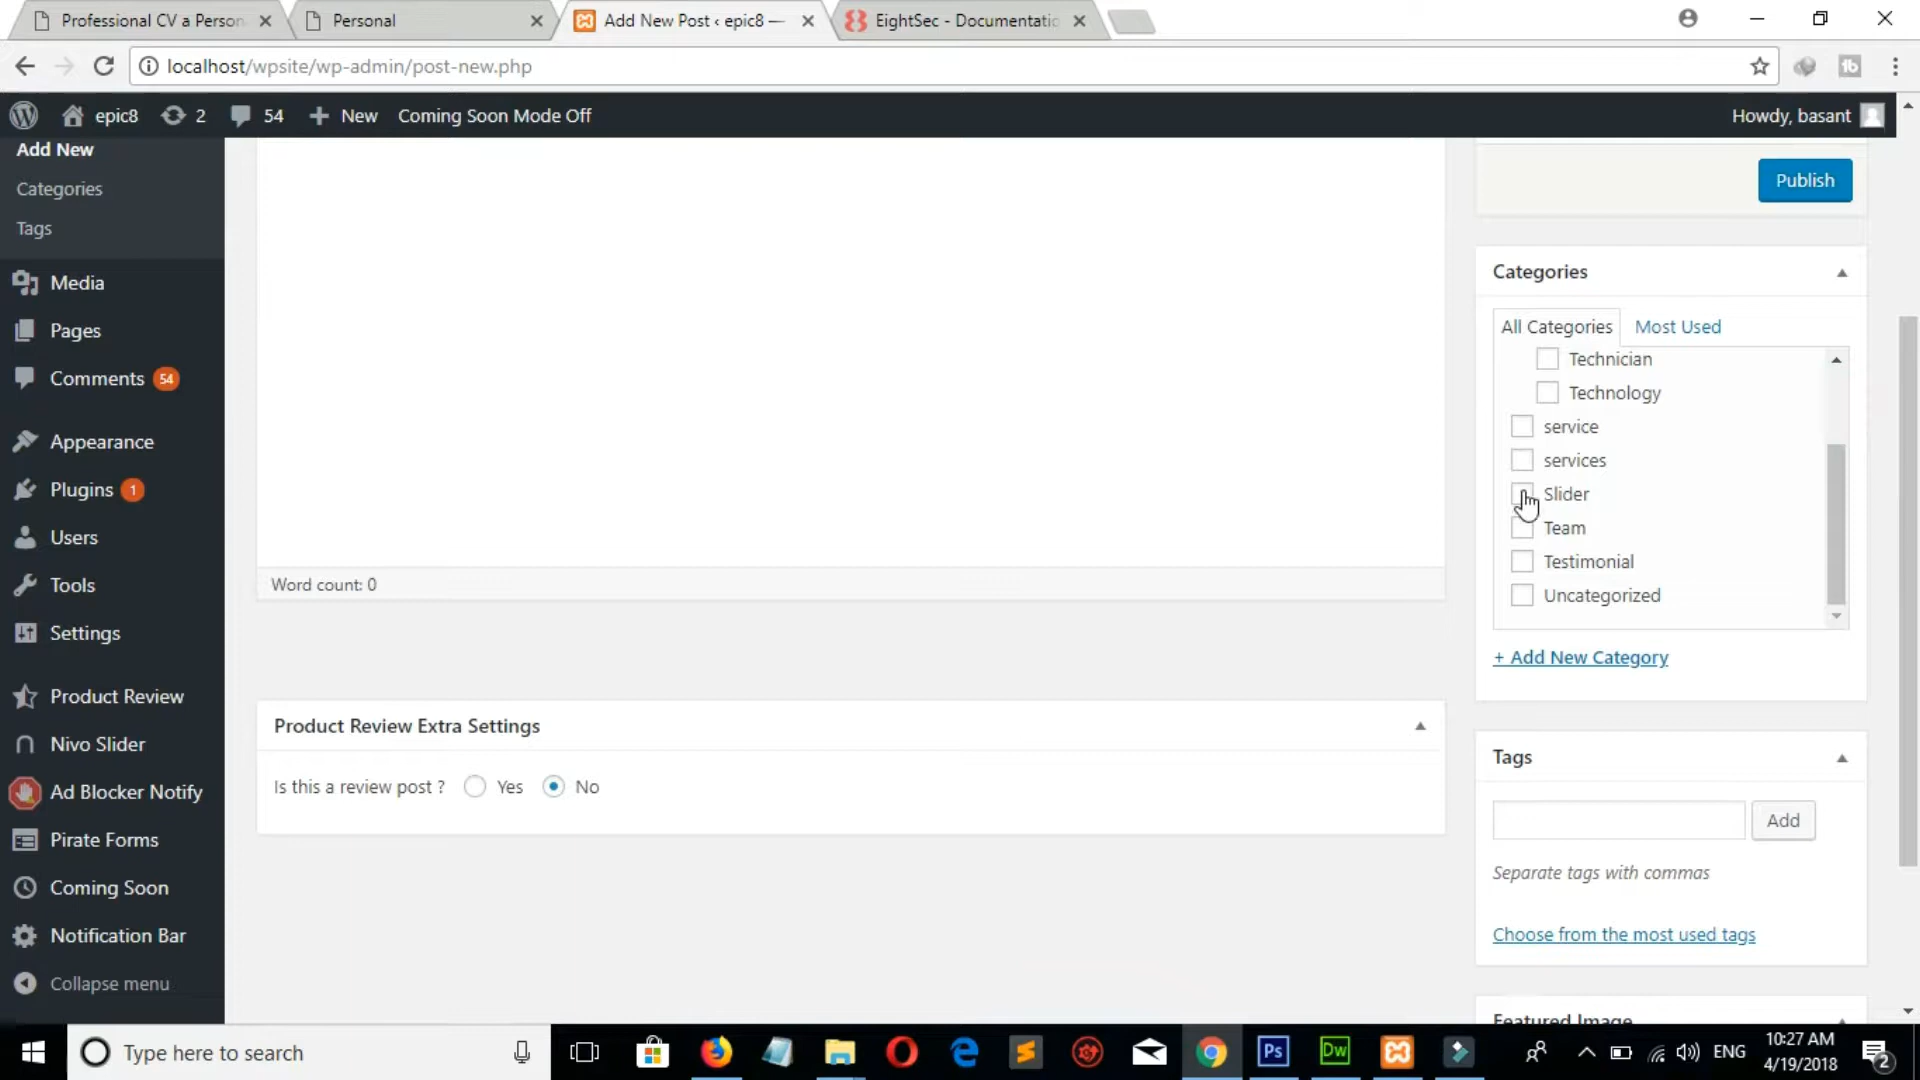 Professional CV a Person
Personal
Add New Post ‹ epic8 —
EightSec - Documentatio
localhost/wpsite/wp-admin/post-new.php
epic8
2
54
New
Coming Soon Mode Off
Howdy, basant
Add New
Categories
Tags
Media
Pages
Comments 54
Appearance
Plugins 1
Users
Tools
Settings
Product Review
Nivo Slider
Ad Blocker Notify
Pirate Forms
Coming Soon
Notification Bar
Collapse menu
Word count: 0
Product Review Extra Settings
Is this a review post ? Yes No
Publish
Categories
All Categories
Most Used
Technician
Technology
service
services
Slider
Team
Testimonial
Uncategorized
+ Add New Category
Tags
Add
Separate tags with commas
Choose from the most used tags
Featured Image
Type here to search
Ps
Dw
ENG
10:27 AM
4/19/2018
2